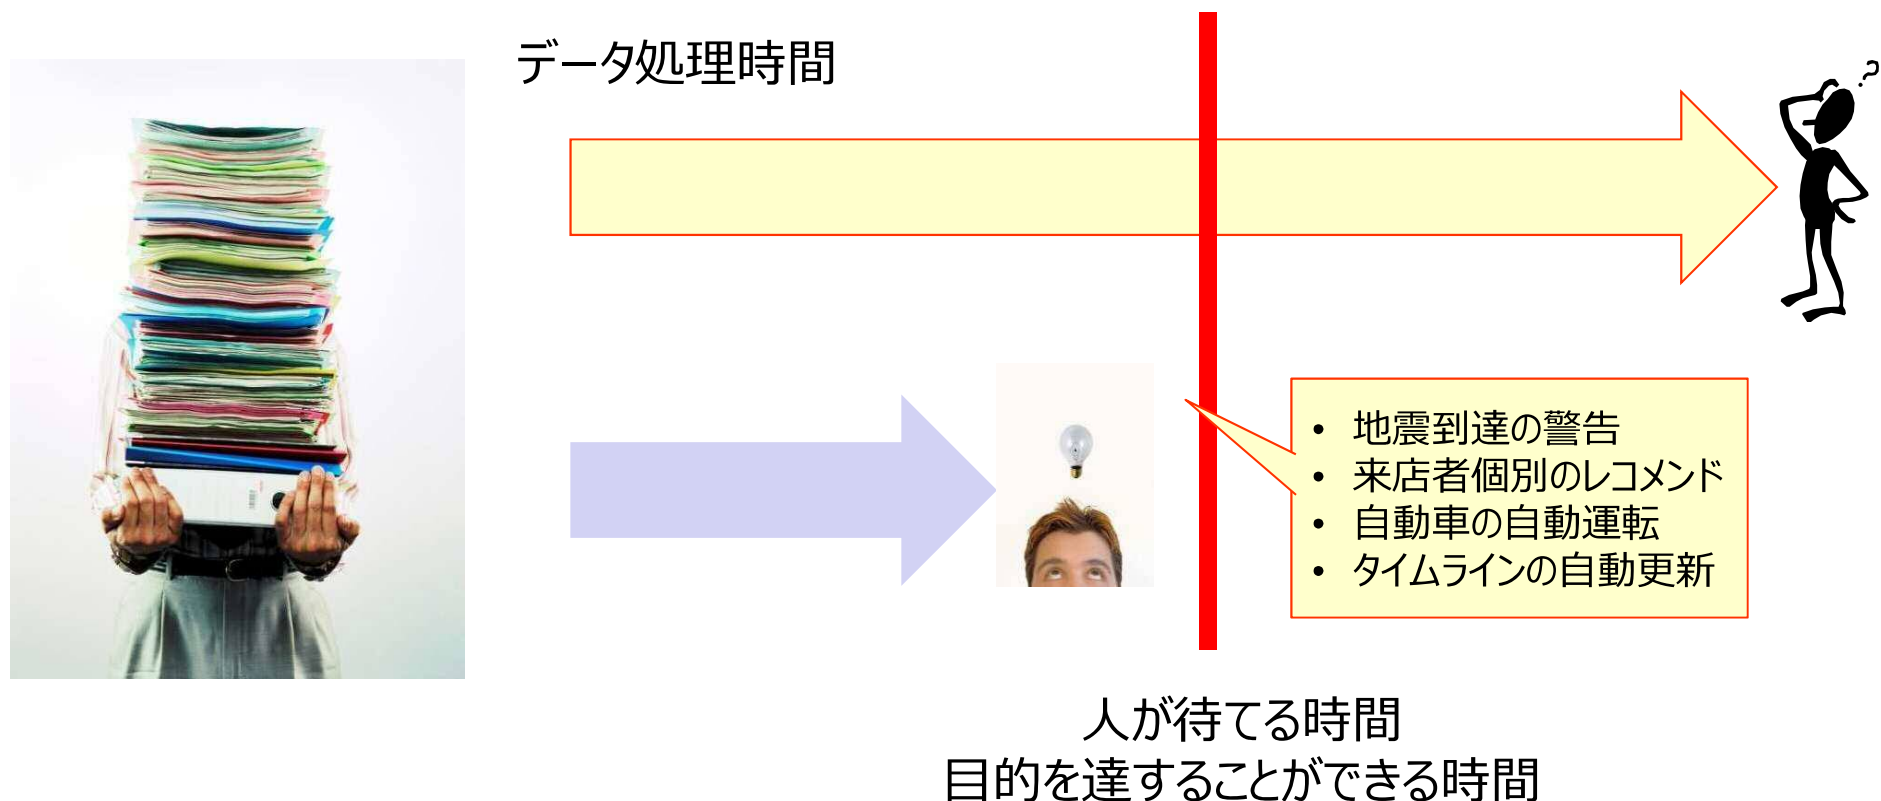 データ処理時間
?
• 地震到達の警告
• 来店者個別のレコメンド
• 自動車の自動運転
• タイムラインの自動更新
人が待てる時間
目的を達することができる時間